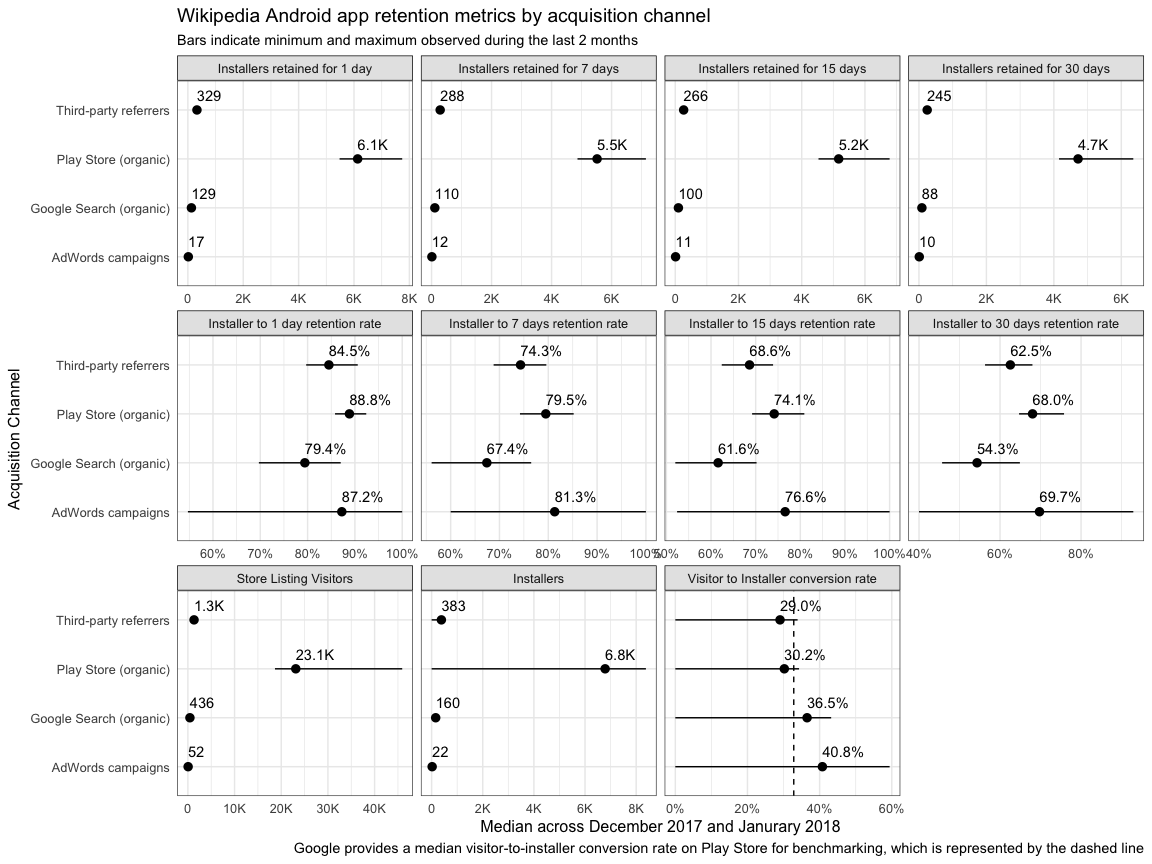 Wikipedia Android app retention metrics by acquisition channel
Bars indicate minimum and maximum observed during the last 2 months
Installers retained for 1 day
Installers retained for 7 days
Installers retained for 15 days
Installers retained for 30 days
Third-party referrers
329
288
266
245
Play Store (organic)
6.1K
5.5K
5.2K
4.7K
Google Search (organic)
129
110
100
88
AdWords campaigns
17
12
11
10
0 2K 4K 6K 8K
0 2K 4K 6K
0 2K 4K 6K
0 2K 4K 6K
Installer to 1 day retention rate
Installer to 7 days retention rate
Installer to 15 days retention rate
Installer to 30 days retention rate
Third-party referrers
84.5%
74.3%
68.6%
62.5%
Play Store (organic)
88.8%
79.5%
74.1%
68.0%
Google Search (organic)
79.4%
67.4%
61.6%
54.3%
AdWords campaigns
87.2%
81.3%
76.6%
69.7%
60% 70% 80% 90% 100%
60% 70% 80% 90% 100%
50% 60% 70% 80% 90% 100%
40% 60% 80%
Acquisition Channel
Store Listing Visitors
Installers
Visitor to Installer conversion rate
Third-party referrers
1.3K
383
29.0%
Play Store (organic)
23.1K
6.8K
30.2%
Google Search (organic)
436
160
36.5%
AdWords campaigns
52
22
40.8%
0 10K 20K 30K 40K
0 2K 4K 6K 8K
0% 20% 40% 60%
Median across December 2017 and Janurary 2018
Google provides a median visitor-to-installer conversion rate on Play Store for benchmarking, which is represented by the dashed line